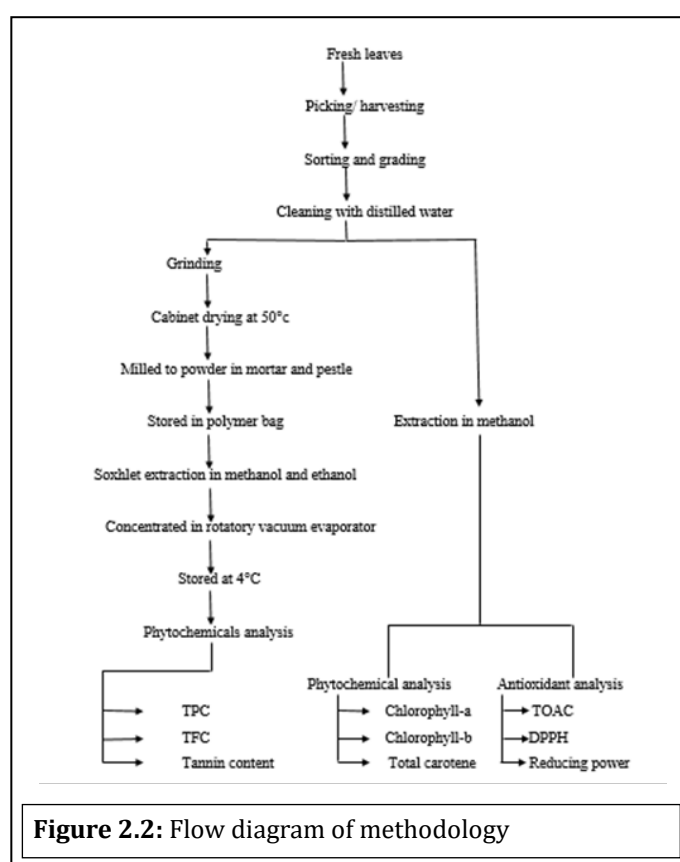 Fresh leaves
Picking/ harvesting
Sorting and grading
Cleaning with distilled water
Grinding
Cabinet drying at 50°c
Milled to powder in mortar and pestle
Stored in polymer bag
Soxhlet extraction in methanol and ethanol
Concentrated in rotatory vacuum evaporator
Stored at 4°C
Phytochemicals analysis
TPC
TFC
Tannin content
Extraction in methanol
Phytochemical analysis
Chlorophyll-a
Chlorophyll-b
Total carotene
Antioxidant analysis
TOAC
DPPH
Reducing power
Figure 2.2: Flow diagram of methodology